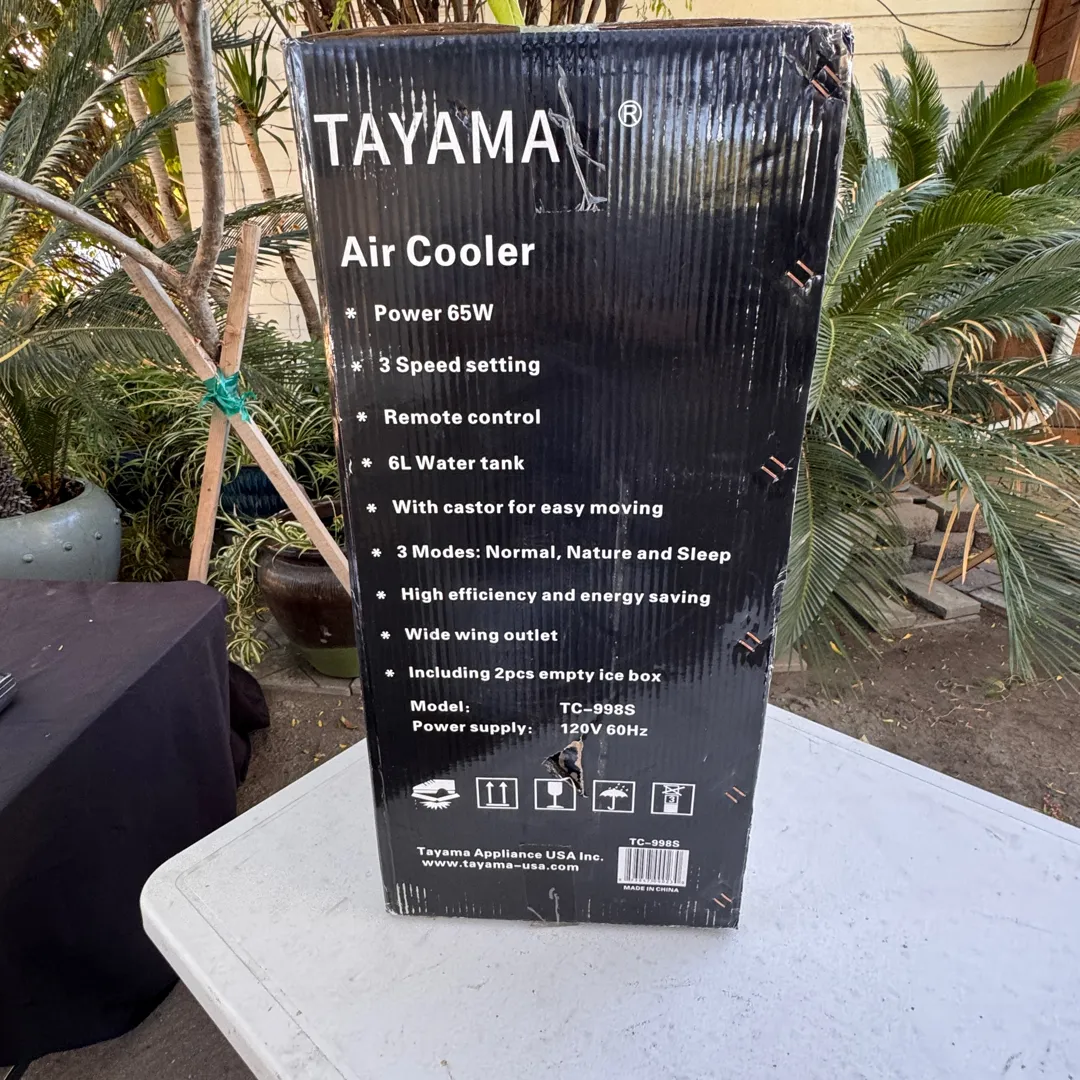 TAYAMA ®
Air Cooler
* Power 65W
* 3 Speed setting
* Remote control
* 6L Water tank
* With castor for easy moving
* 3 Modes: Normal, Nature and Sleep
* High efficiency and energy saving
* Wide wing outlet
* Including 2pcs empty ice box
Model: TC-998S
Power supply: 120V 60Hz
3
Tayama Appliance USA Inc.
www.tayama-usa.com
TC-998S
MADE IN CHINA